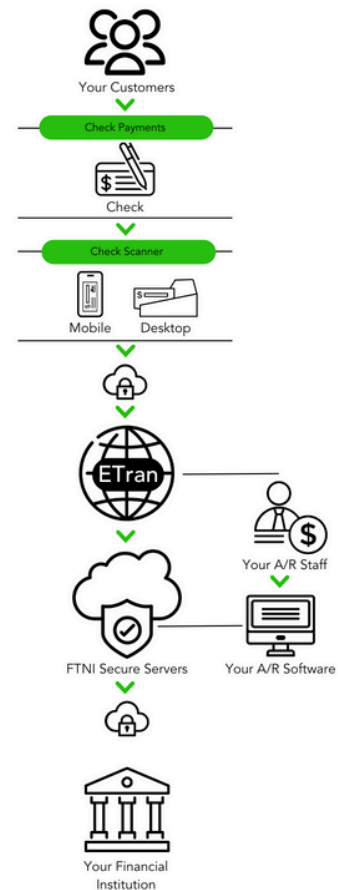 Your Customers
Check Payments
$
Check
Check Scanner
$
Mobile Desktop
ETran
$
Your A/R Staff
FTNI Secure Servers Your A/R Software
Your Financial
Institution